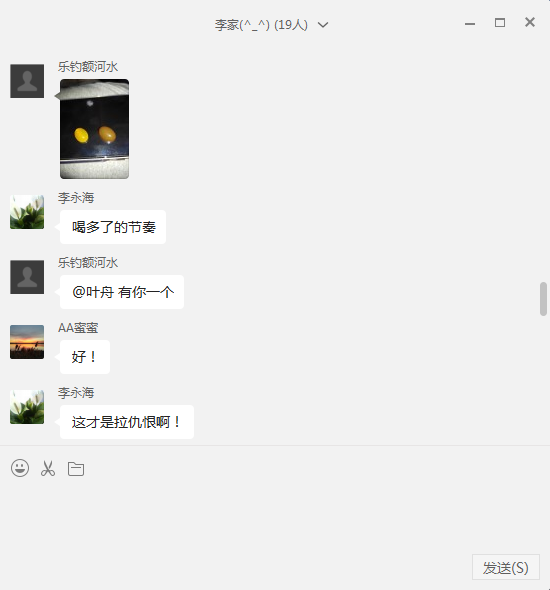 李家(^_^) (19人)
乐钓额河水
李永海
喝多了的节奏
乐钓额河水
@叶舟 有你一个
AA蜜蜜
好！
李永海
这才是拉仇恨啊！
发送(S)